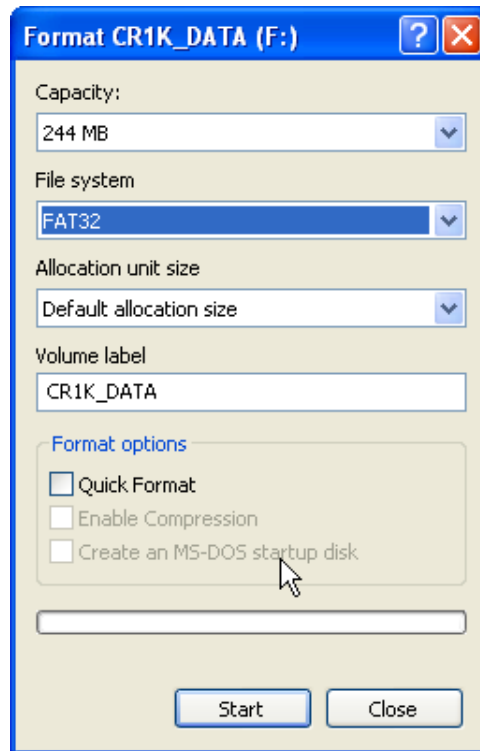 Format CR1K_DATA (F:)
Capacity:
244 MB
File system
FAT32
Allocation unit size
Default allocation size
Volume label
CR1K_DATA
Format options
Quick Format
Enable Compression
Create an MS-DOS startup disk
Start
Close